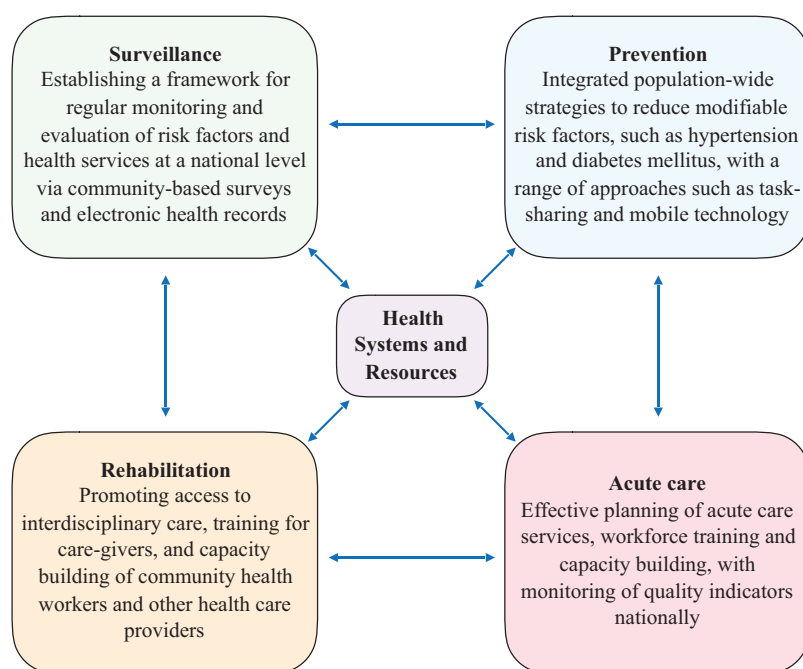 Surveillance
Establishing a framework for
regular monitoring and
evaluation of risk factors and
health services at a national level
via community-based surveys
and electronic health records
Prevention
Integrated population-wide
strategies to reduce modifiable
risk factors, such as hypertension
and diabetes mellitus, with a
range of approaches such as task-
sharing and mobile technology
Health
Systems and
Resources
Rehabilitation
Promoting access to
interdisciplinary care, training for
care-givers, and capacity
building of community health
workers and other health care
providers
Acute care
Effective planning of acute care
services, workforce training and
capacity building, with
monitoring of quality indicators
nationally